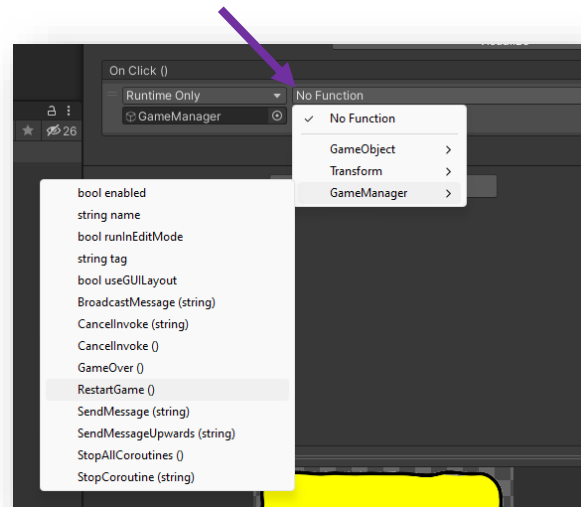 On Click ()
Runtime Only
No Function
GameManager
26
No Function
GameObject
Transform
GameManager
bool enabled
string name
bool runInEditMode
string tag
bool useGUILayout
BroadcastMessage (string)
CancelInvoke (string)
CancelInvoke ()
GameOver ()
RestartGame ()
SendMessage (string)
SendMessageUpwards (string)
StopAllCoroutines ()
StopCoroutine (string)